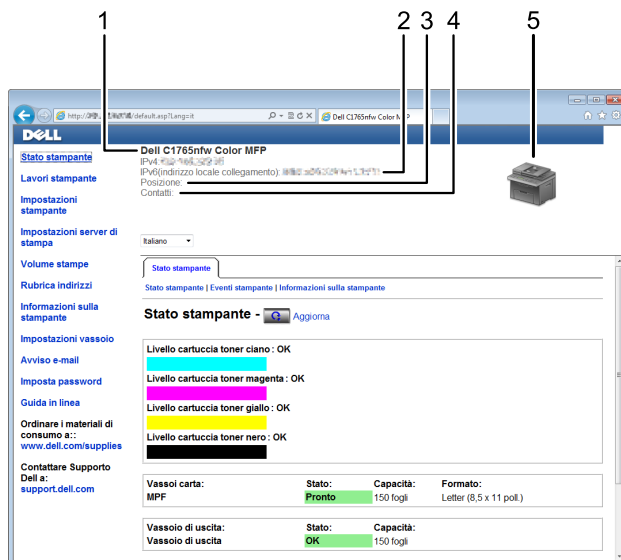 1 2 3 4 5
http:// /default.asp?Lang=it
Dell C1765nfw Color MFP
DELL
Dell C1765nfw Color MFP
IPv4:
IPv6(indirizzo locale collegamento):
Posizione:
Contatti:
Stato stampante
Lavori stampante
Impostazioni
stampante
Impostazioni server di
stampa
Volume stampe
Rubrica indirizzi
Informazioni sulla
stampante
Impostazioni vassoio
Avviso e-mail
Imposta password
Guida in linea
Ordinare i materiali di
consumo a::
www.dell.com/supplies
Contattare Supporto
Dell a:
support.dell.com
Italiano
Stato stampante
Stato stampante | Eventi stampante | Informazioni sulla stampante
Stato stampante - Aggiorna
Livello cartuccia toner ciano : OK
Livello cartuccia toner magenta : OK
Livello cartuccia toner giallo : OK
Livello cartuccia toner nero : OK
Vassoi carta: Stato: Capacità: Formato:
MPF Pronto 150 fogli Letter (8,5 x 11 poll.)
Vassoio di uscita: Stato: Capacità:
Vassoio di uscita OK 150 fogli